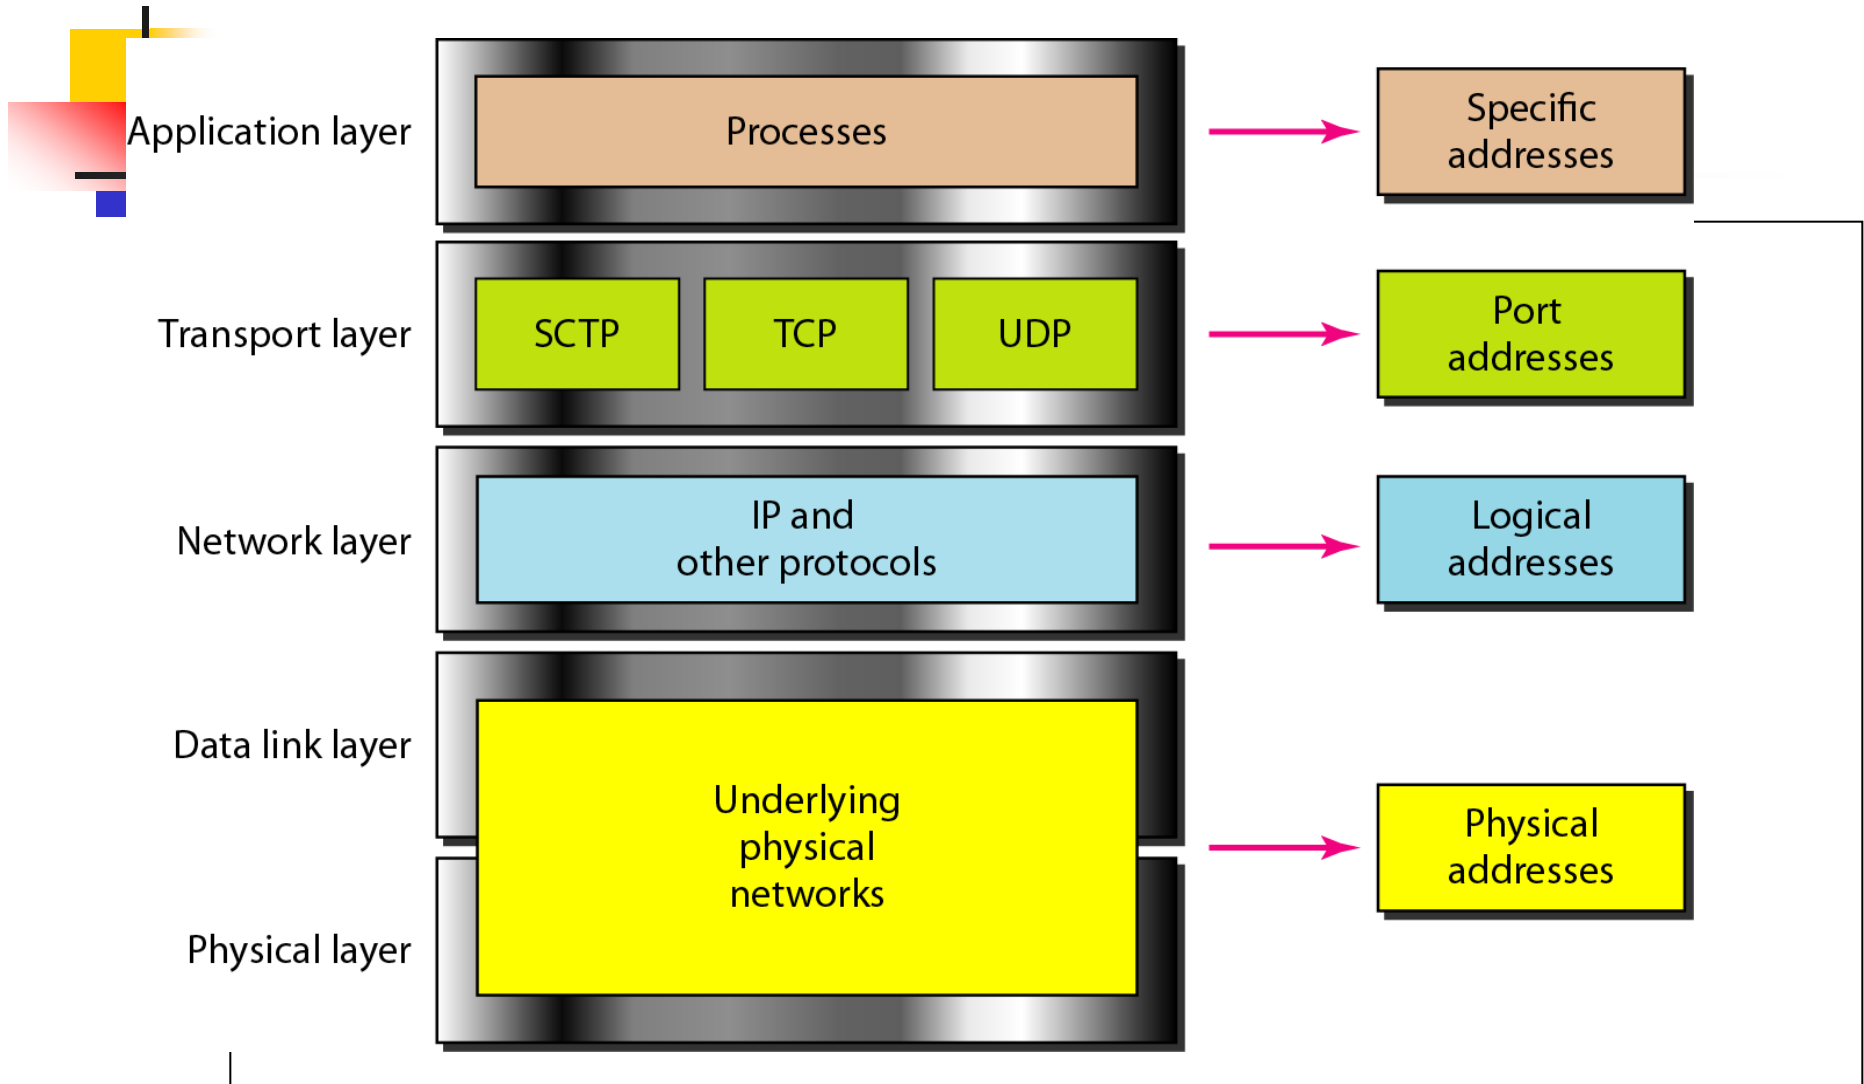 Application layer
Processes
Specific
addresses
Transport layer
SCTP
TCP
UDP
Port
addresses
Network layer
IP and
other protocols
Logical
addresses
Data link layer
Underlying
physical
networks
Physical
addresses
Physical layer